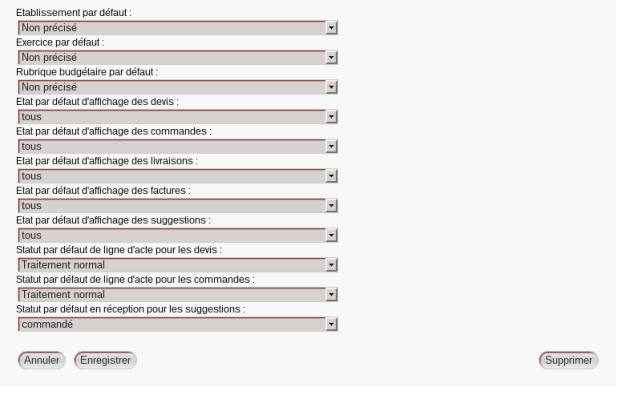 Etablissement par défaut :
Non précisé
Exercice par défaut :
Non précisé
Rubrique budgétaire par défaut :
Non précisé
Etat par défaut d'affichage des devis :
tous
Etat par défaut d'affichage des commandes :
tous
Etat par défaut d'affichage des livraisons :
tous
Etat par défaut d'affichage des factures :
tous
Etat par défaut d'affichage des suggestions :
tous
Statut par défaut de ligne d'acte pour les devis :
Traitement normal
Statut par défaut de ligne d'acte pour les commandes :
Traitement normal
Statut par défaut en réception pour les suggestions :
commandé
Annuler Enregistrer Supprimer